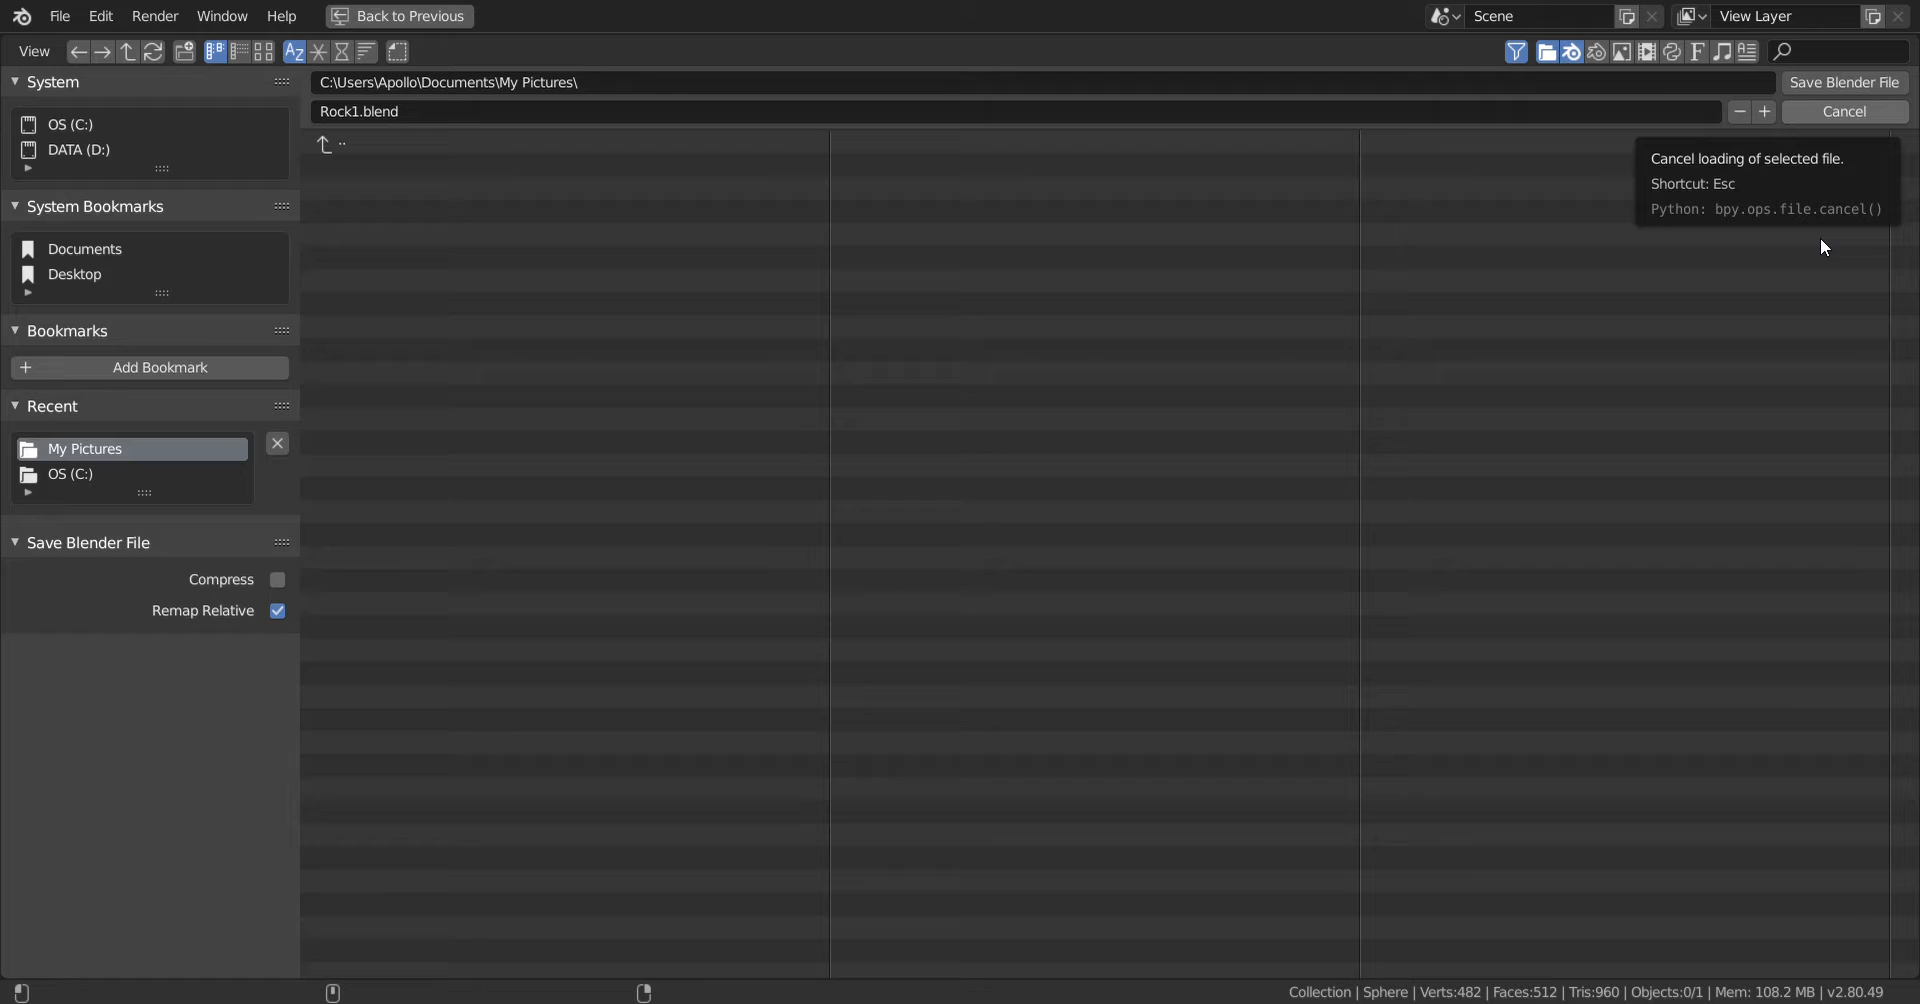 File Edit Render Window Help Back to Previous Scene View Layer
View
System
C:\Users\Apollo\Documents\My Pictures\ Save Blender File
Rock1.blend Cancel
..
OS (C:)
DATA (D:)
Cancel loading of selected file.
Shortcut: Esc
Python: bpy.ops.file.cancel()
System Bookmarks
Documents
Desktop
Bookmarks
Add Bookmark
Recent
My Pictures
OS (C:)
Save Blender File
Compress
Remap Relative
Collection | Sphere | Verts:482 | Faces:512 | Tris:960 | Objects:0/1 | Mem: 108.2 MB | v2.80.49